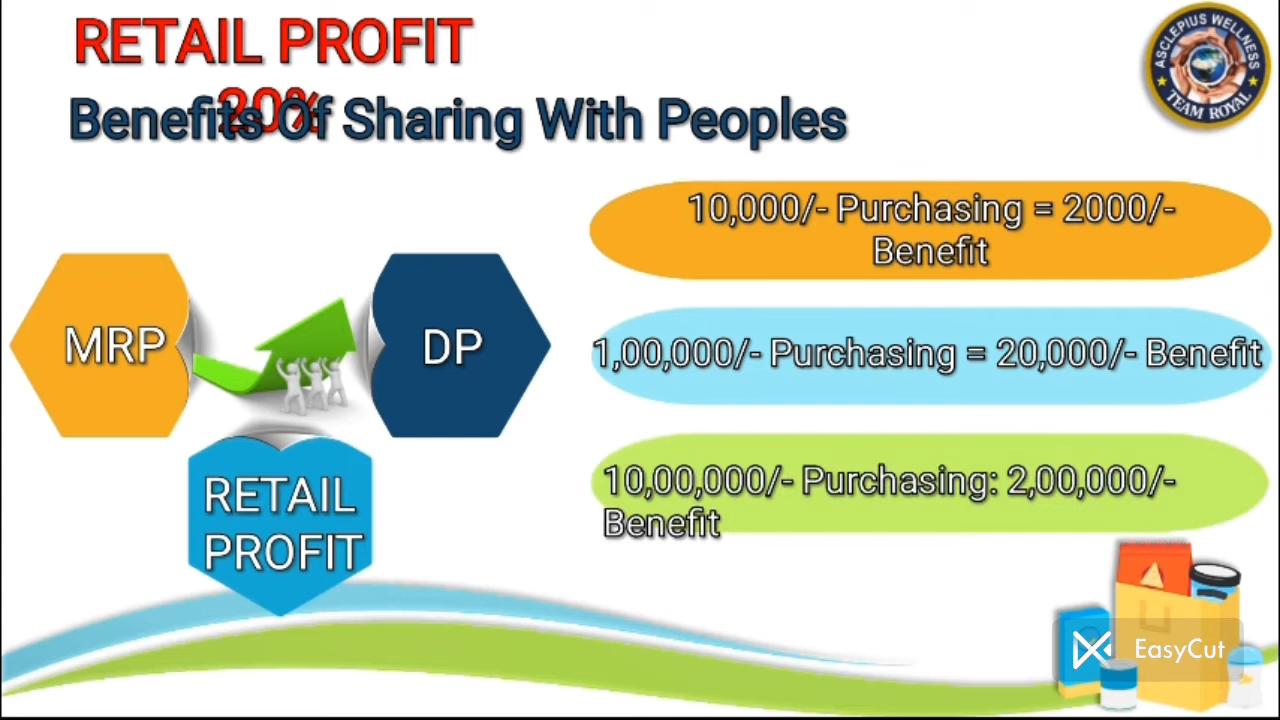 RETAIL PROFIT
20%
Benefits Of Sharing With Peoples
ASCLEPIUS WELLNESS
TEAM ROYAL
10,000/- Purchasing = 2000/-
Benefit
MRP
DP
1,00,000/- Purchasing = 20,000/- Benefit
RETAIL
PROFIT
10,00,000/- Purchasing: 2,00,000/-
Benefit
EasyCut